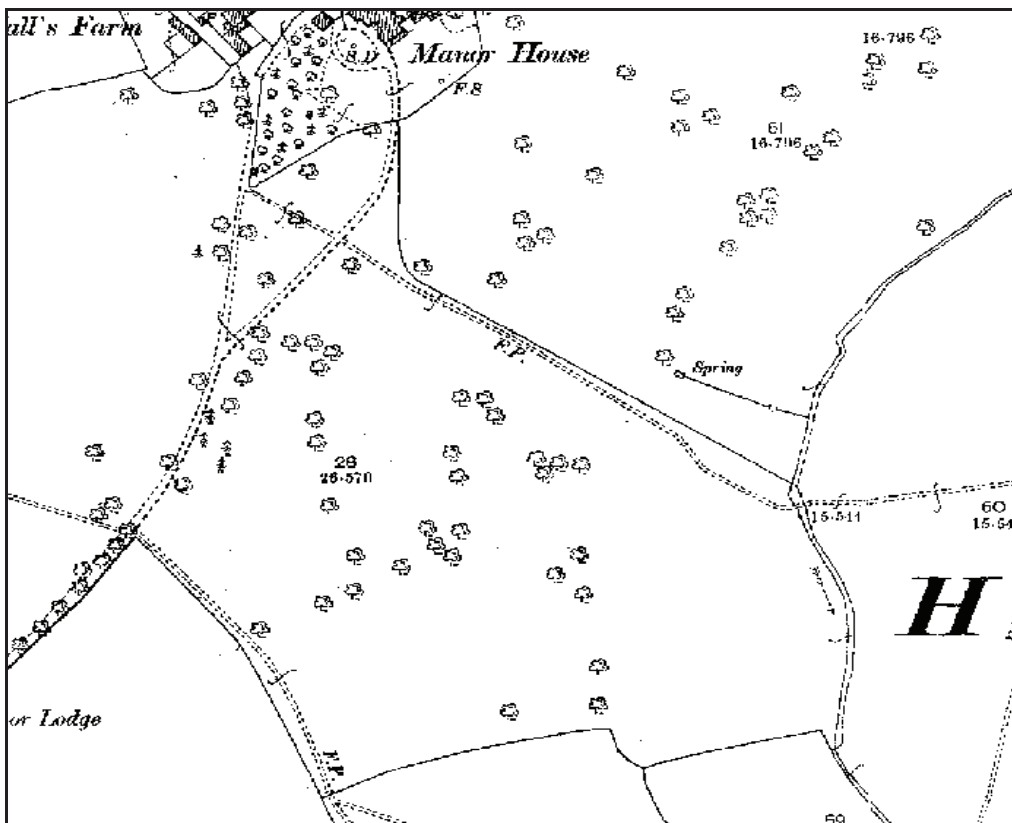 all's Farm
S.D
Manor House
F.S
16·796
61
16·796
4
F.P.
Spring
28
26·570
15·541
60
15·54
H
or Lodge
F.P.
59